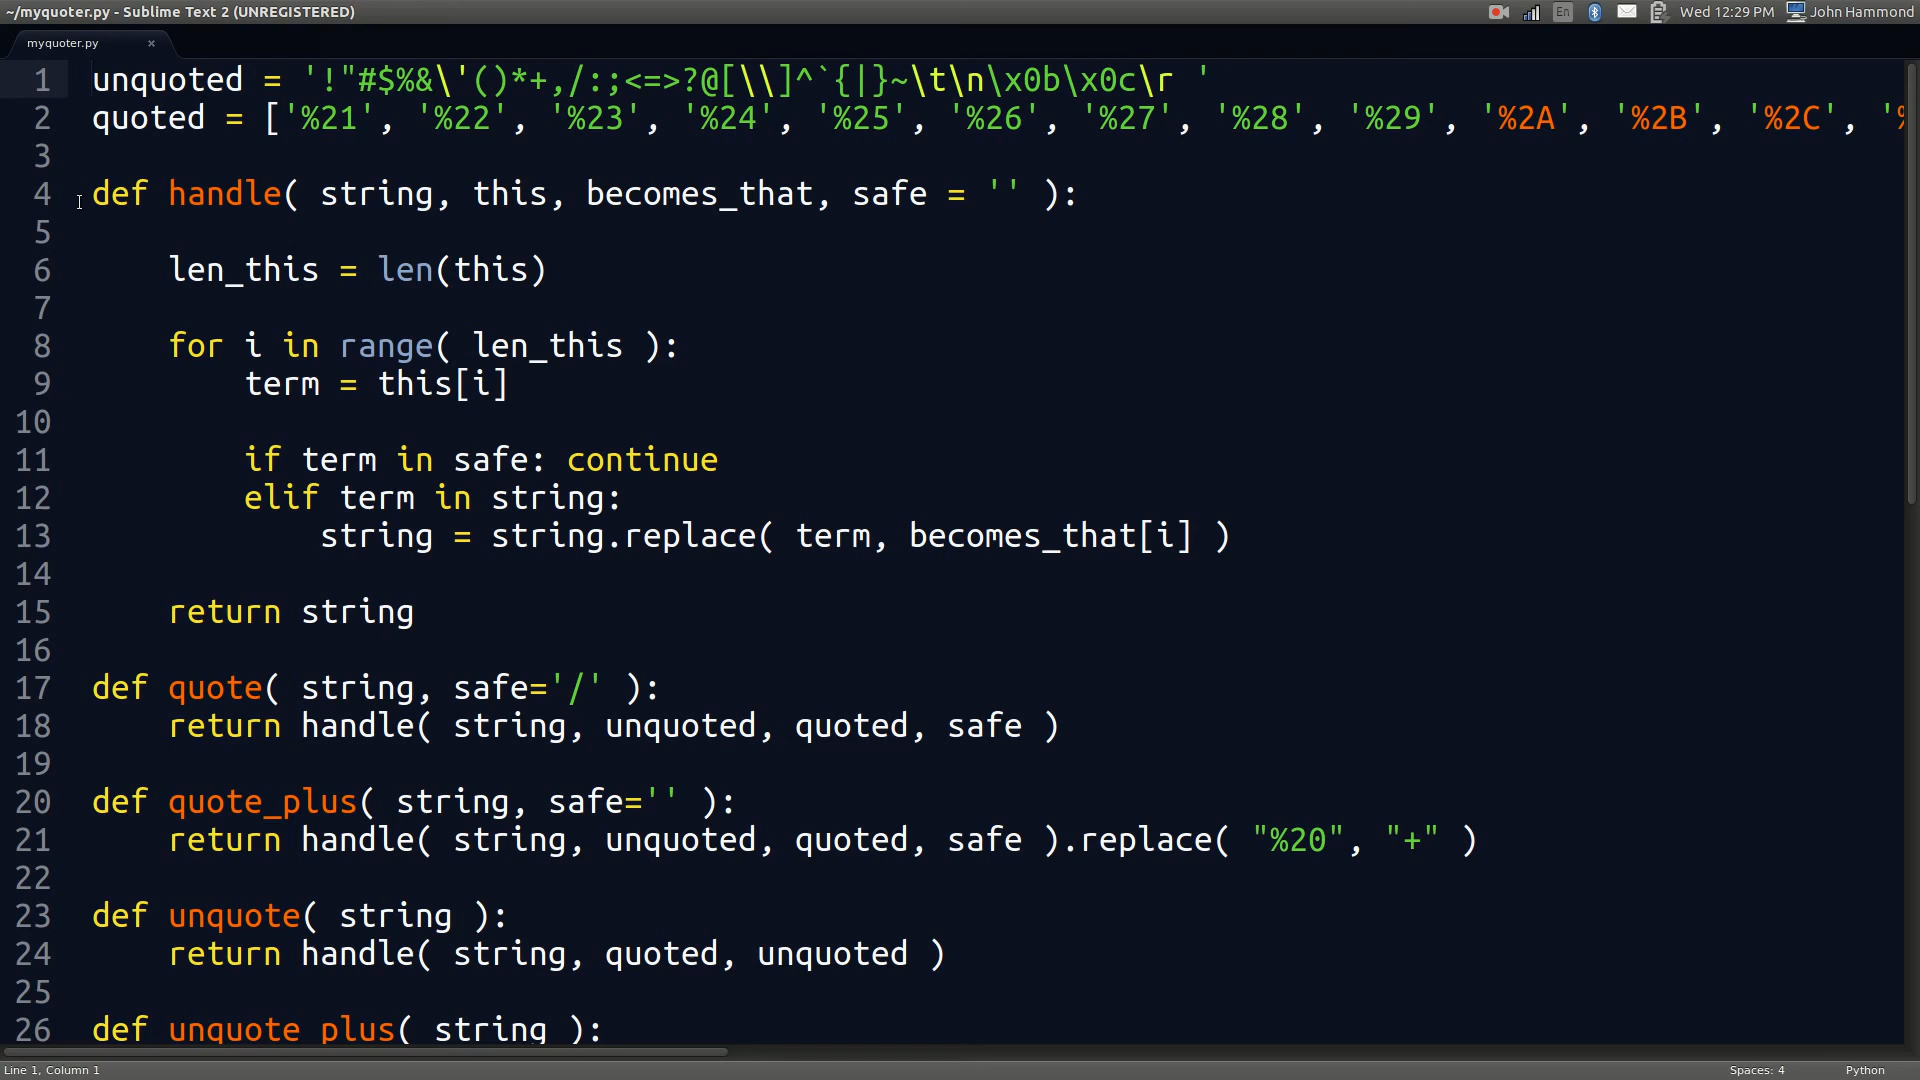 ~/myquoter.py - Sublime Text 2 (UNREGISTERED)
En
Wed 12:29 PM
John Hammond
myquoter.py
×
1 unquoted = '!"#$%&\'()*+,/:;<=>?@[\\]^`{|}~\t\n\x0b\x0c\r '
2 quoted = ['%21', '%22', '%23', '%24', '%25', '%26', '%27', '%28', '%29', '%2A', '%2B', '%2C', '%
3
4 def handle( string, this, becomes_that, safe = '' ):
5
6     len_this = len(this)
7
8     for i in range( len_this ):
9         term = this[i]
10
11         if term in safe: continue
12         elif term in string:
13             string = string.replace( term, becomes_that[i] )
14
15     return string
16
17 def quote( string, safe='/' ):
18     return handle( string, unquoted, quoted, safe )
19
20 def quote_plus( string, safe='' ):
21     return handle( string, unquoted, quoted, safe ).replace( "%20", "+" )
22
23 def unquote( string ):
24     return handle( string, quoted, unquoted )
25
26 def unquote_plus( string ):
Line 1, Column 1
Spaces: 4
Python